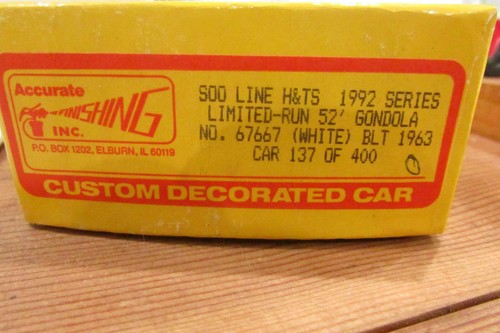 Accurate
FINISHING
INC.
P.O. BOX 1202, ELBURN, IL 60119
SOO LINE H&TS 1992 SERIES
LIMITED-RUN 52' GONDOLA
NO. 67667 (WHITE) BLT 1963
CAR 137 OF 400
CUSTOM DECORATED CAR